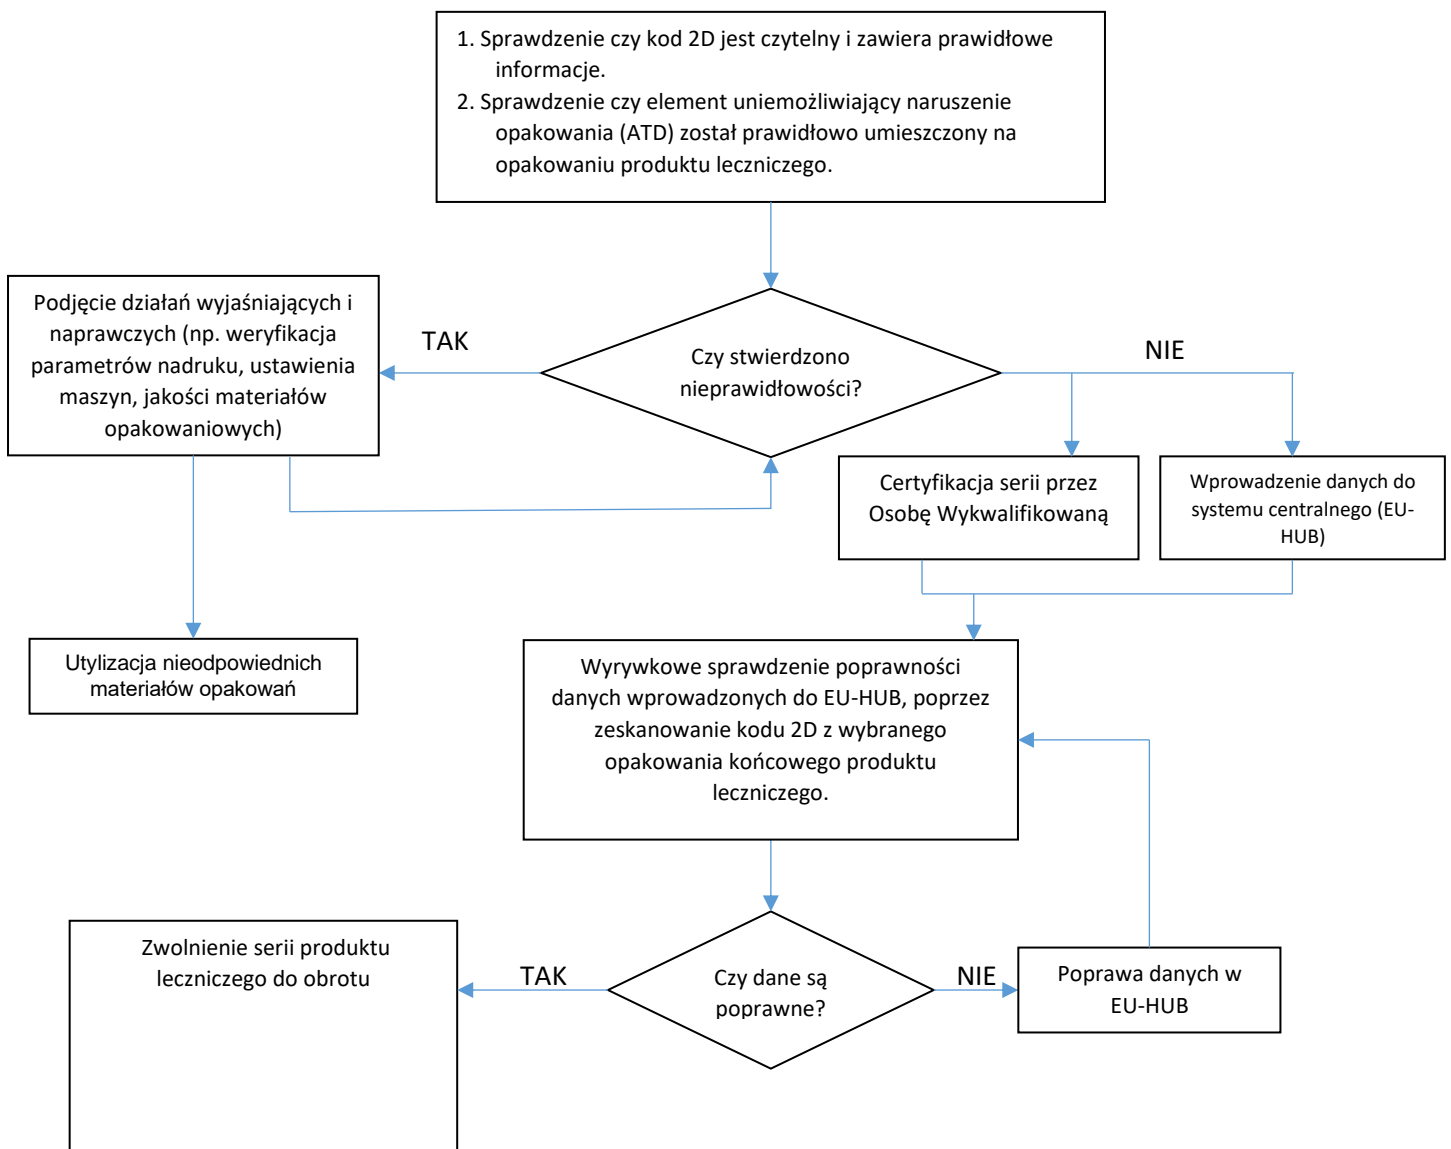 1. Sprawdzenie czy kod 2D jest czytelny i zawiera prawidłowe
informacje.
2. Sprawdzenie czy element uniemożliwiający naruszenie
opakowania (ATD) został prawidłowo umieszczony na
opakowaniu produktu leczniczego.
Podjęcie działań wyjaśniających i
naprawczych (np. weryfikacja
parametrów nadruku, ustawienia
maszyn, jakości materiałów
opakowaniowych)
TAK
Czy stwierdzono
nieprawidłowości?
NIE
Certyfikacja serii przez
Osobę Wykwalifikowaną
Wprowadzenie danych do
systemu centralnego (EU-
HUB)
Utylizacja nieodpowiednich
materiałów opakowań
Wyrywkowe sprawdzenie poprawności
danych wprowadzonych do EU-HUB, poprzez
zeskanowanie kodu 2D z wybranego
opakowania końcowego produktu
leczniczego.
Zwolnienie serii produktu
leczniczego do obrotu
TAK
Czy dane są
poprawne?
NIE
Poprawa danych w
EU-HUB